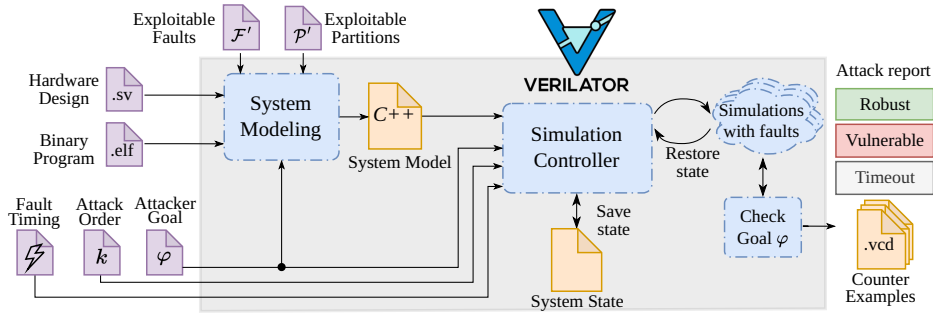 Exploitable
Faults
F′
Exploitable
Partitions
P′
VERILATOR
Hardware
Design
.sv
Binary
Program
.elf
System
Modeling
C++
System Model
Simulation
Controller
Restore
state
Simulations
with faults
Attack report
Robust
Vulnerable
Timeout
Fault
Timing
Attack
Order
k
Attacker
Goal
φ
Save
state
System State
Check
Goal φ
.vcd
Counter
Examples